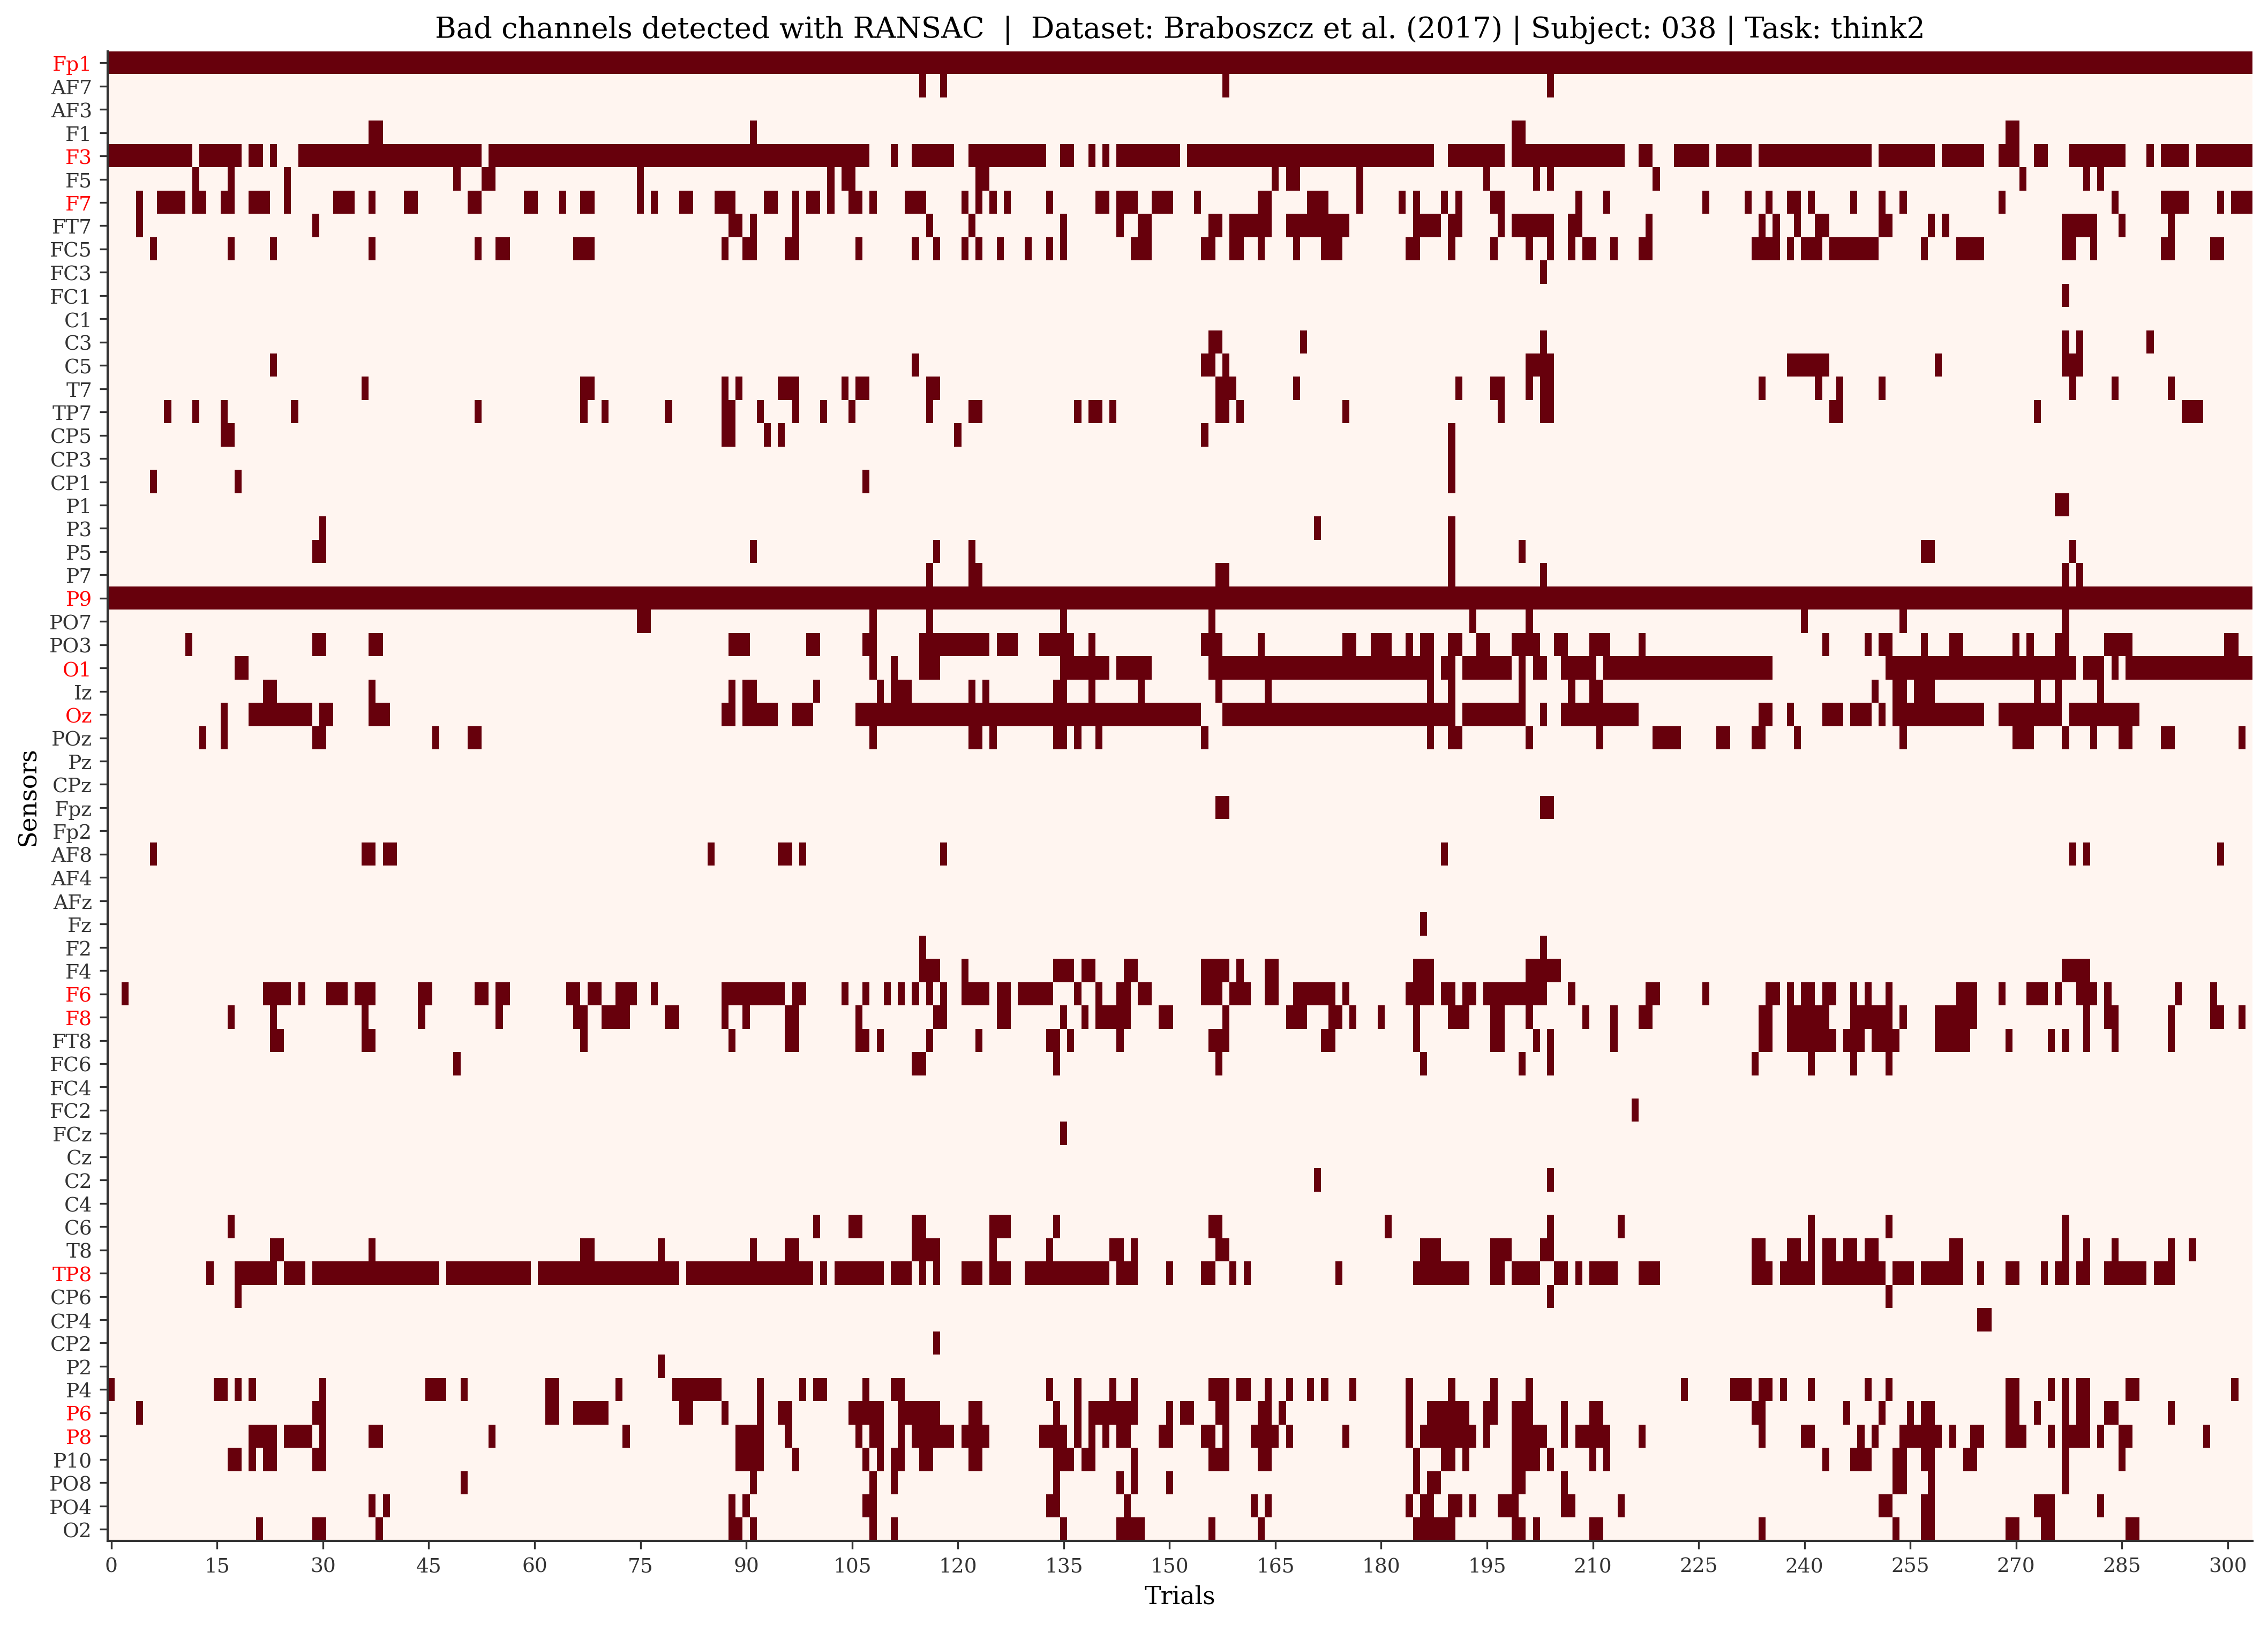 Bad channels detected with RANSAC | Dataset: Braboszcz et al. (2017) | Subject: 038 | Task: think2
Sensors
Fp1
AF7
AF3
F1
F3
F5
F7
FT7
FC5
FC3
FC1
C1
C3
C5
T7
TP7
CP5
CP3
CP1
P1
P3
P5
P7
P9
PO7
PO3
O1
Iz
Oz
POz
Pz
CPz
Fpz
Fp2
AF8
AF4
AFz
Fz
F2
F4
F6
F8
FT8
FC6
FC4
FC2
FCz
Cz
C2
C4
C6
T8
TP8
CP6
CP4
CP2
P2
P4
P6
P8
P10
PO8
PO4
O2
0 15 30 45 60 75 90 105 120 135 150 165 180 195 210 225 240 255 270 285 300
Trials